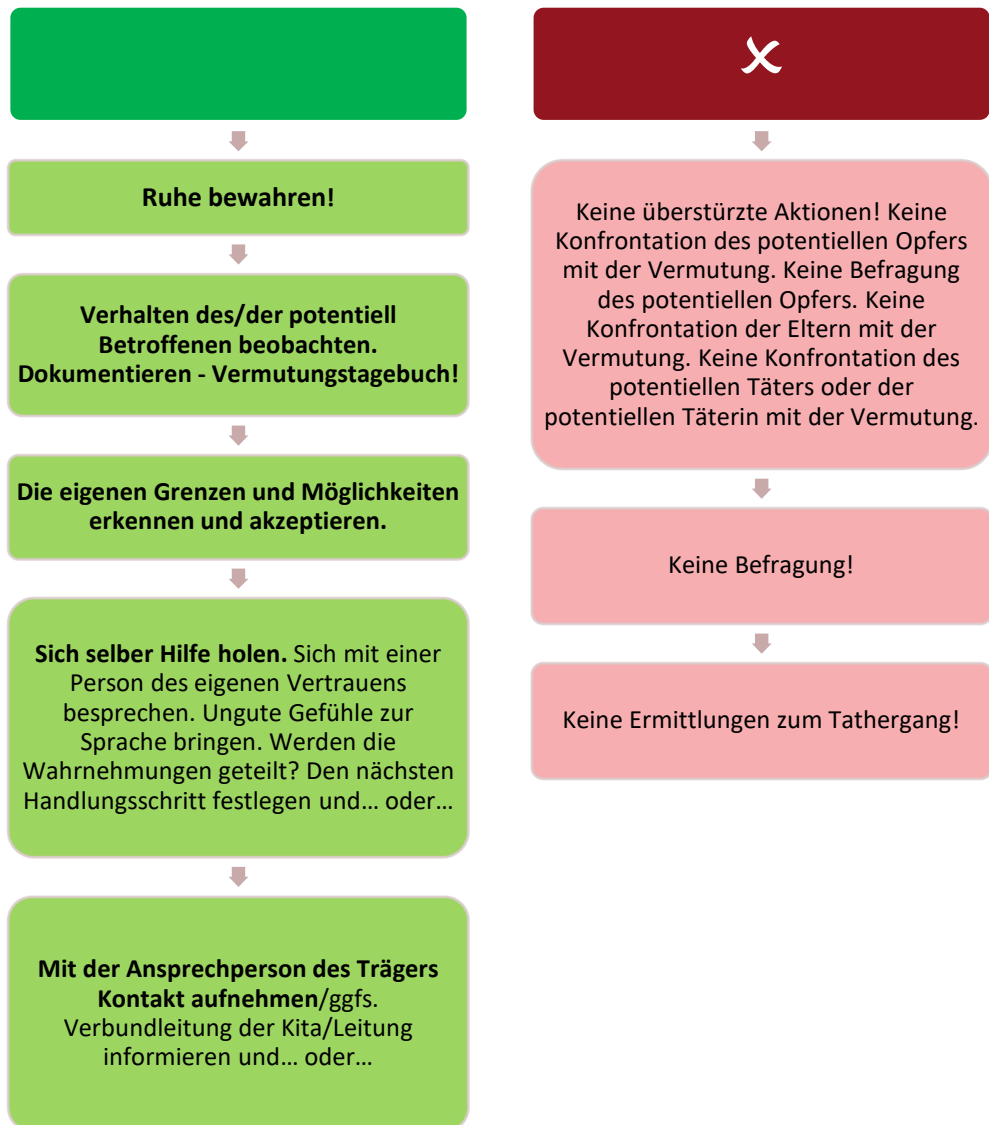 Ruhe bewahren!
Verhalten des/der potentiell
Betroffenen beobachten.
Dokumentieren - Vermutungstagebuch!
Die eigenen Grenzen und Möglichkeiten
erkennen und akzeptieren.
Sich selber Hilfe holen. Sich mit einer
Person des eigenen Vertrauens
besprechen. Ungute Gefühle zur
Sprache bringen. Werden die
Wahrnehmungen geteilt? Den nächsten
Handlungsschritt festlegen und… oder…
Mit der Ansprechperson des Trägers
Kontakt aufnehmen/ggfs.
Verbundleitung der Kita/Leitung
informieren und… oder…
Keine überstürzte Aktionen! Keine
Konfrontation des potentiellen Opfers
mit der Vermutung. Keine Befragung
des potentiellen Opfers. Keine
Konfrontation der Eltern mit der
Vermutung. Keine Konfrontation des
potentiellen Täters oder der
potentiellen Täterin mit der Vermutung.
Keine Befragung!
Keine Ermittlungen zum Tathergang!